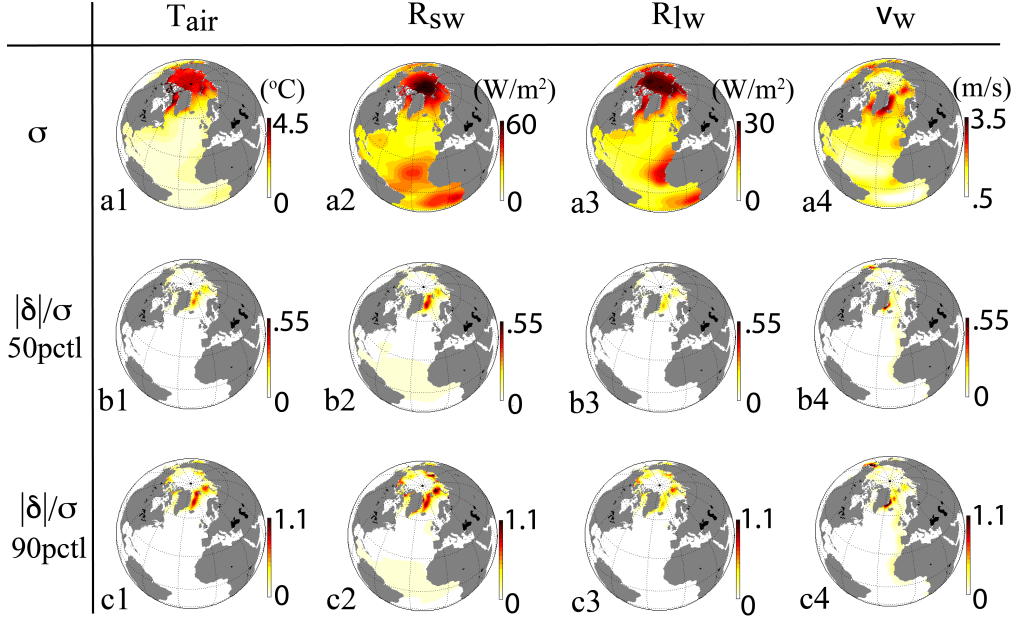 Tair Rsw Rlw vw
σ
(°C) (W/m²) (W/m²) (m/s)
4.5 60 30 3.5
0 0 0 .5
a1 a2 a3 a4
|δ|/σ
50pctl
.55 .55 .55 .55
0 0 0 0
b1 b2 b3 b4
|δ|/σ
90pctl
1.1 1.1 1.1 1.1
0 0 0 0
c1 c2 c3 c4